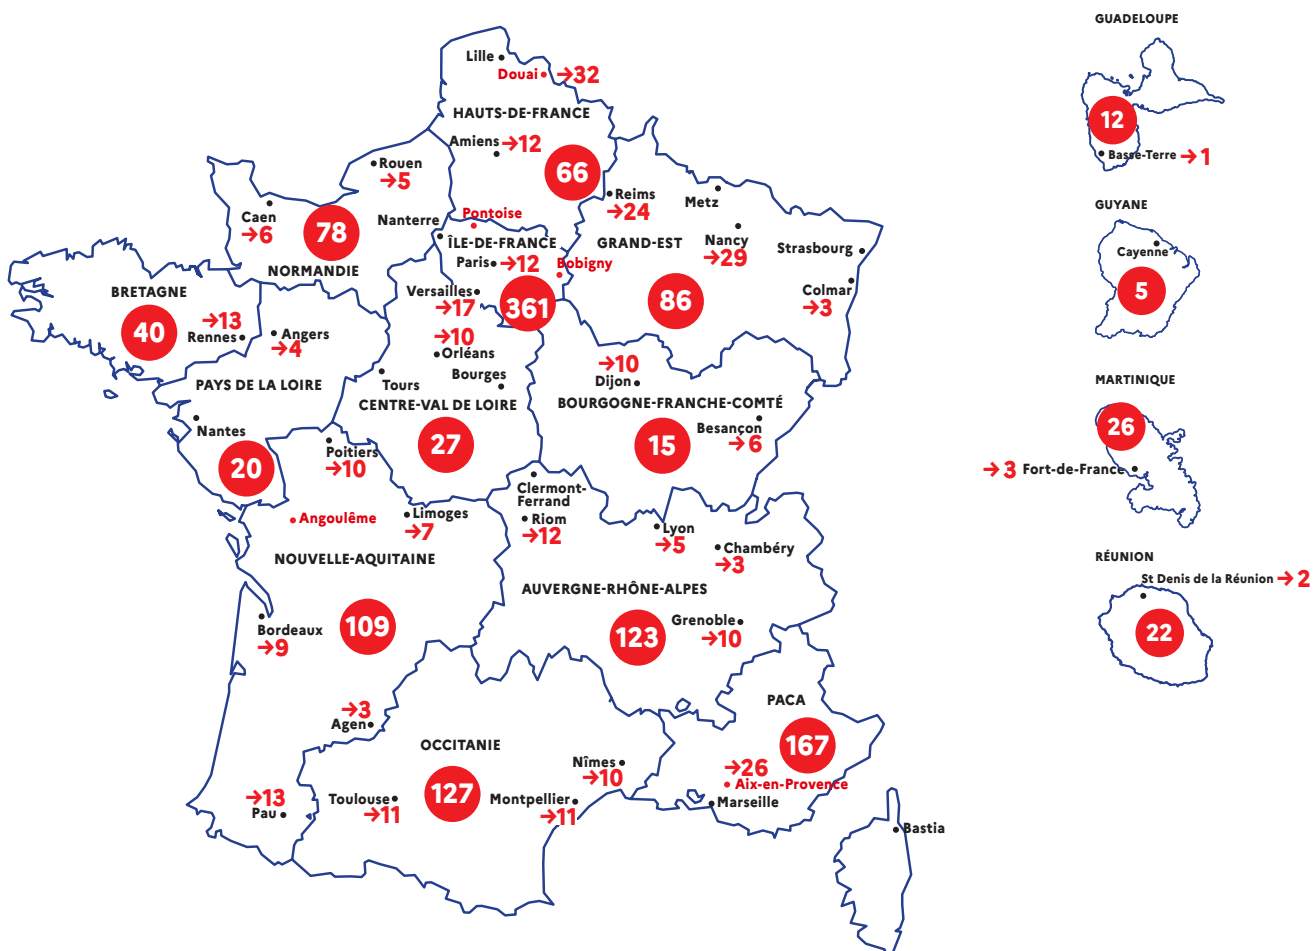 Lille
Douai →32
HAUTS-DE-FRANCE
Amiens →12
66
Rouen
→5
Caen
→6
78
NORMANDIE
Nanterre
Pontoise
ÎLE-DE-FRANCE
Paris →12
Bobigny
Versailles
→17
361
Reims
→24
Metz
GRAND-EST
Nancy
→29
Strasbourg
Colmar
→3
86
BRETAGNE
40
→13
Rennes
Angers
→4
PAYS DE LA LOIRE
Nantes
20
→10
Orléans
Bourges
Tours
CENTRE-VAL DE LOIRE
27
→10
Dijon
BOURGOGNE-FRANCHE-COMTÉ
Besançon
→6
15
Poitiers
→10
Angoulême
Limoges
→7
NOUVELLE-AQUITAINE
Bordeaux
→9
109
→3
Agen
→13
Pau
Clermont-
Ferrand
Riom
→12
Lyon
→5
Chambéry
→3
AUVERGNE-RHÔNE-ALPES
Grenoble
→10
123
OCCITANIE
127
Toulouse
→11
Montpellier
→11
Nîmes
→10
PACA
167
→26
Aix-en-Provence
Marseille
Bastia
GUADELOUPE
12
Basse-Terre →1
GUYANE
Cayenne
5
MARTINIQUE
26
→3 Fort-de-France
RÉUNION
St Denis de la Réunion →2
22